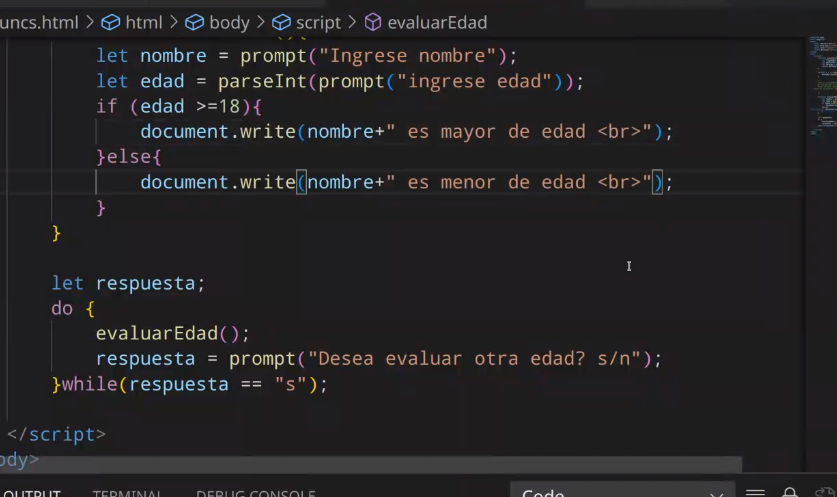 uncs.html > html > body > script > evaluarEdad
(){
let nombre = prompt("Ingrese nombre");
let edad = parseInt(prompt("ingrese edad"));
if (edad >=18){
document.write(nombre+" es mayor de edad <br>");
}else{
document.write(nombre+" es menor de edad <br>");
}
}
let respuesta;
do {
evaluarEdad();
respuesta = prompt("Desea evaluar otra edad? s/n");
}while(respuesta == "s");
</script>
ody>
OUTPUT TERMINAL DEBUG CONSOLE Code